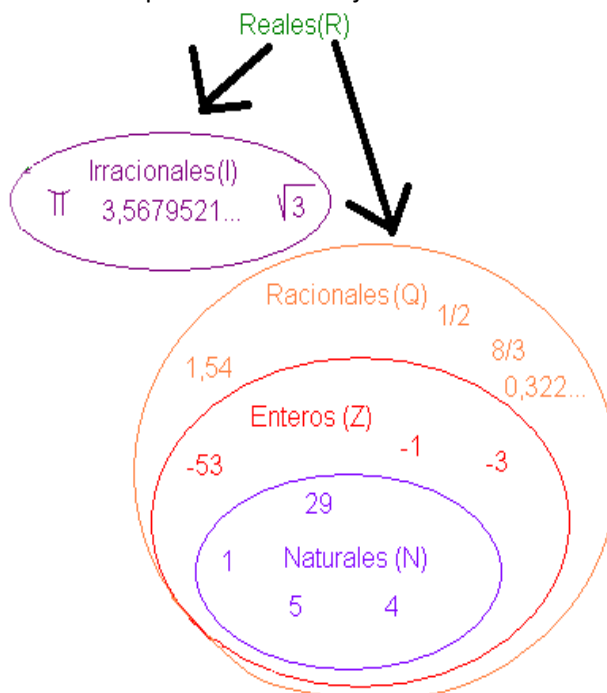 Reales(R)
Irracionales(I)
π 3,5679521... √3
Racionales (Q)
1/2
8/3
1,54
0,322...
Enteros (Z)
-1
-53
-3
29
1 Naturales (N)
5 4